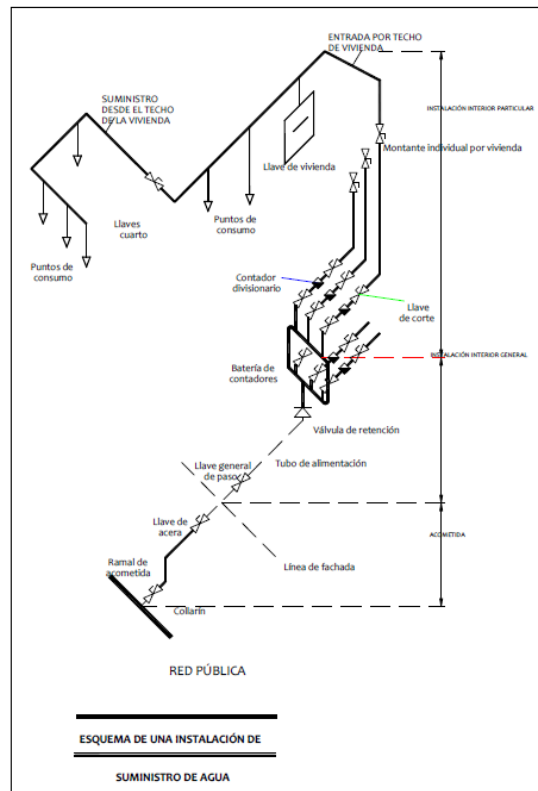 ENTRADA POR TECHO
DE VIVIENDA
SUMINISTRO
DESDE EL TECHO
DE LA VIVIENDA
INSTALACIÓN INTERIOR PARTICULAR
Montante individual por vivienda
Llave de vivienda
Llaves
cuarto
Puntos de
consumo
Puntos de
consumo
Contador
divisionario
Llave
de corte
INSTALACIÓN INTERIOR GENERAL
Batería de
contadores
Válvula de retención
Tubo de alimentación
Llave general
de paso
Llave de
acera
ACOMETIDA
Línea de fachada
Ramal de
acometida
Collarín
RED PÚBLICA
ESQUEMA DE UNA INSTALACIÓN DE
SUMINISTRO DE AGUA